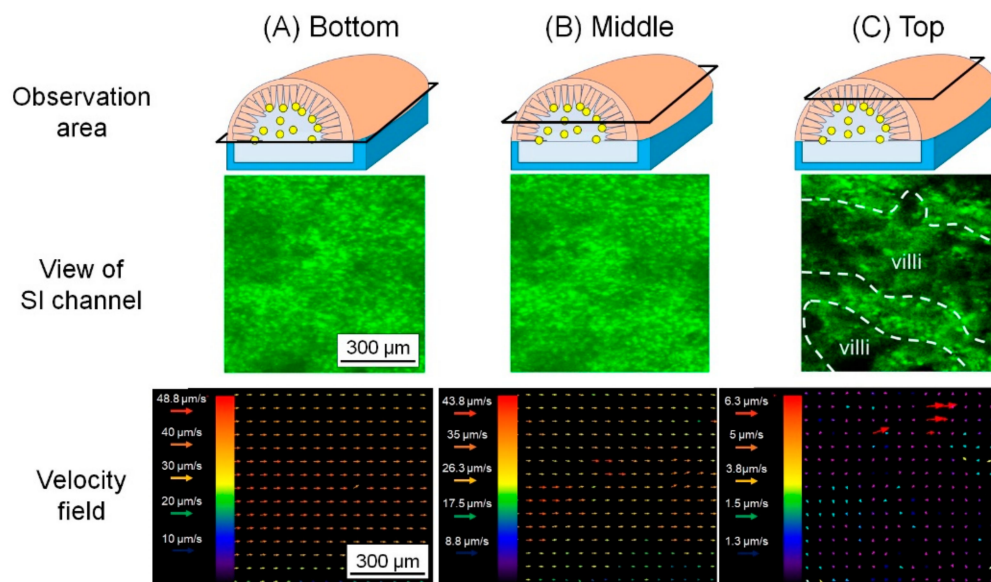 (A) Bottom
(B) Middle
(C) Top
Observation
area
View of
SI channel
300 µm
villi
villi
Velocity
field
48.8 µm/s
40 µm/s
30 µm/s
20 µm/s
10 µm/s
300 µm
43.8 µm/s
35 µm/s
26.3 µm/s
17.5 µm/s
8.8 µm/s
6.3 µm/s
5 µm/s
3.8 µm/s
1.5 µm/s
1.3 µm/s